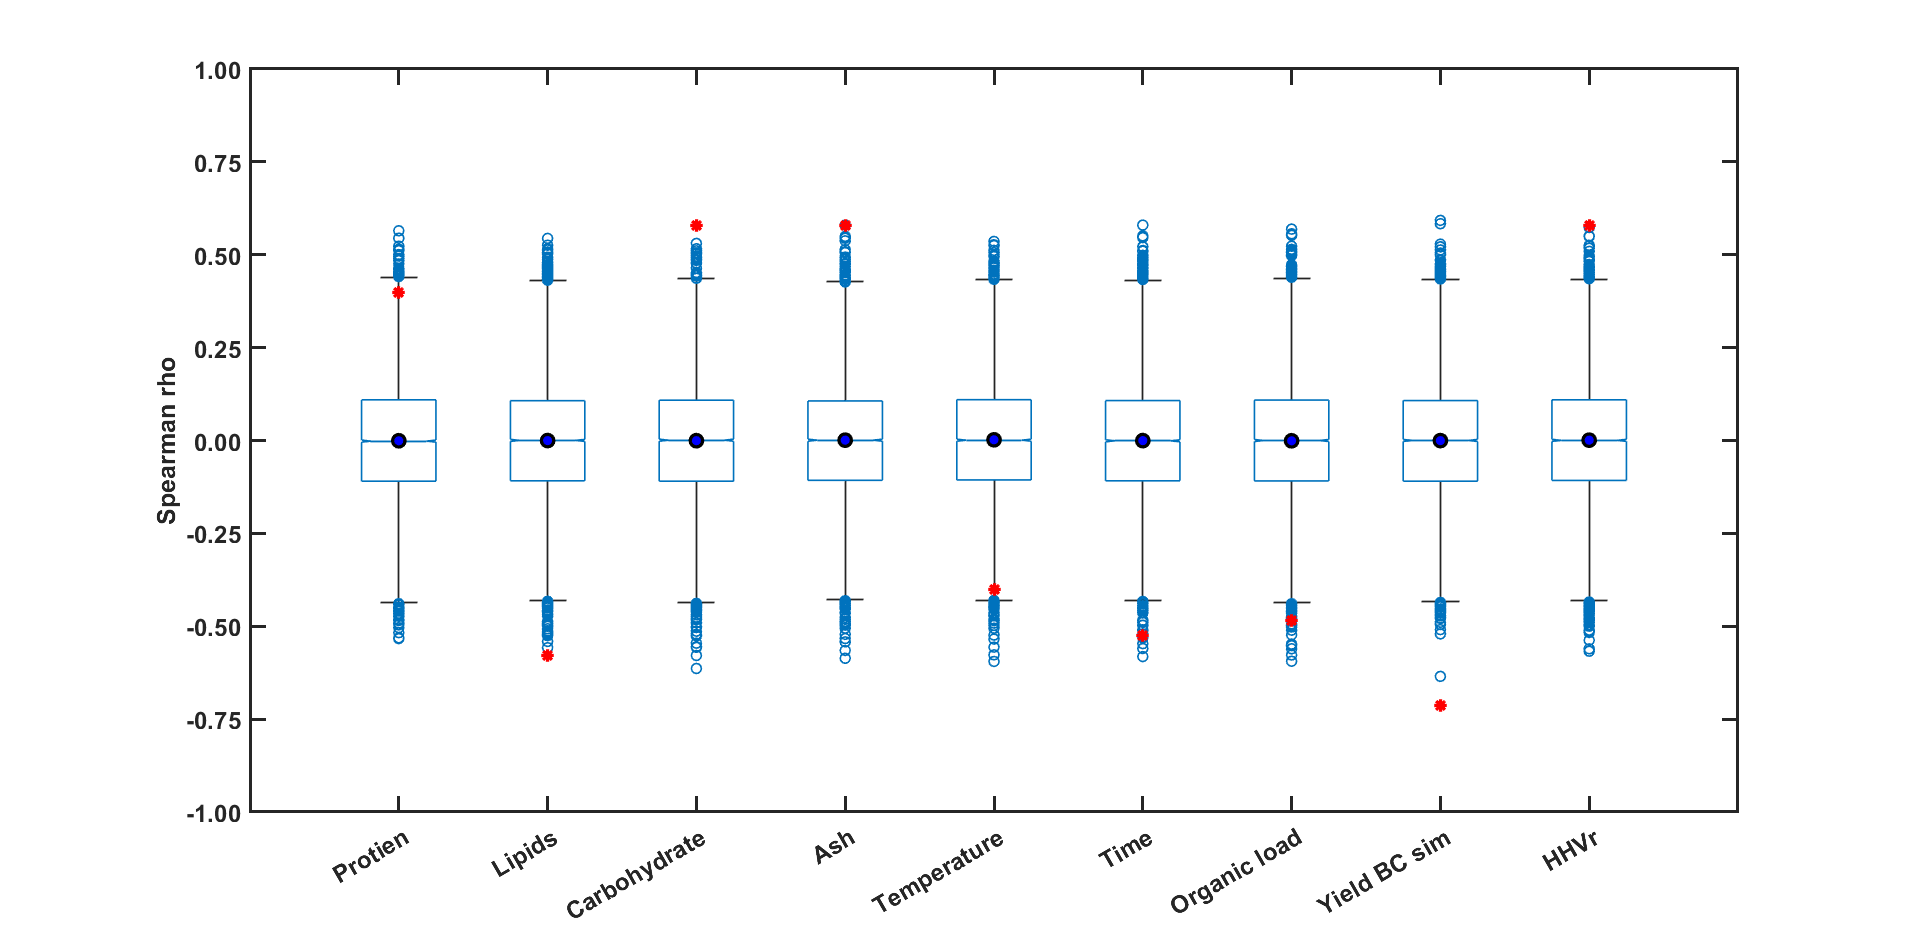 1.00
0.75
0.50
0.25
0.00
-0.25
-0.50
-0.75
-1.00
Spearman rho
Protien
Lipids
Carbohydrate
Ash
Temperature
Time
Organic load
Yield BC sim
HHVr